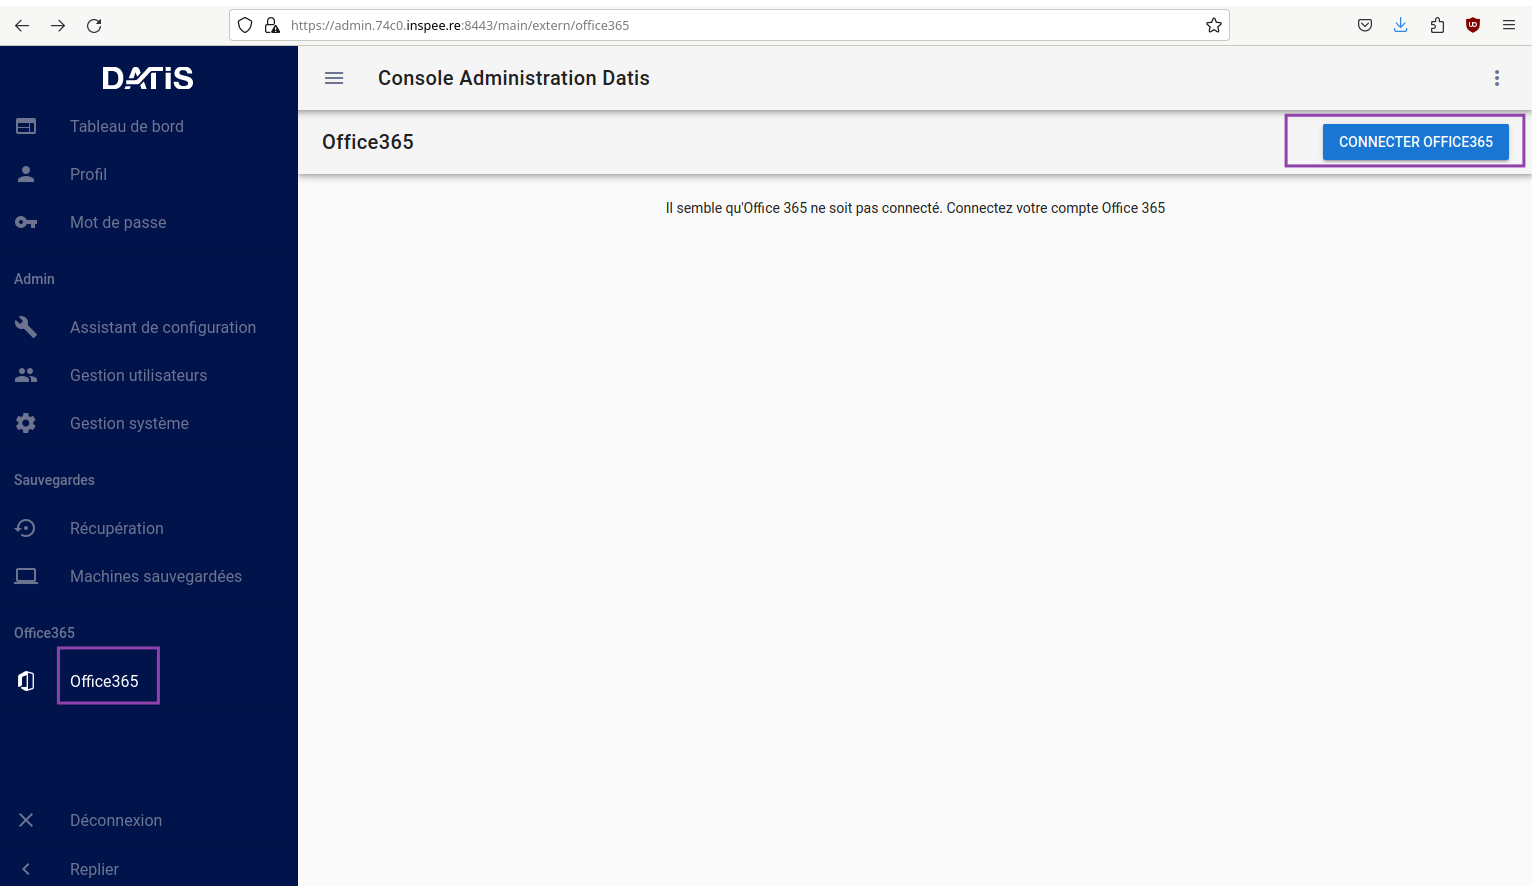 https://admin.74c0.inspee.re:8443/main/extern/office365
DATiS
Console Administration Datis
Tableau de bord
Profil
Mot de passe
Admin
Assistant de configuration
Gestion utilisateurs
Gestion système
Sauvegardes
Récupération
Machines sauvegardées
Office365
Office365
Déconnexion
Replier
Office365
CONNECTER OFFICE365
Il semble qu'Office 365 ne soit pas connecté. Connectez votre compte Office 365